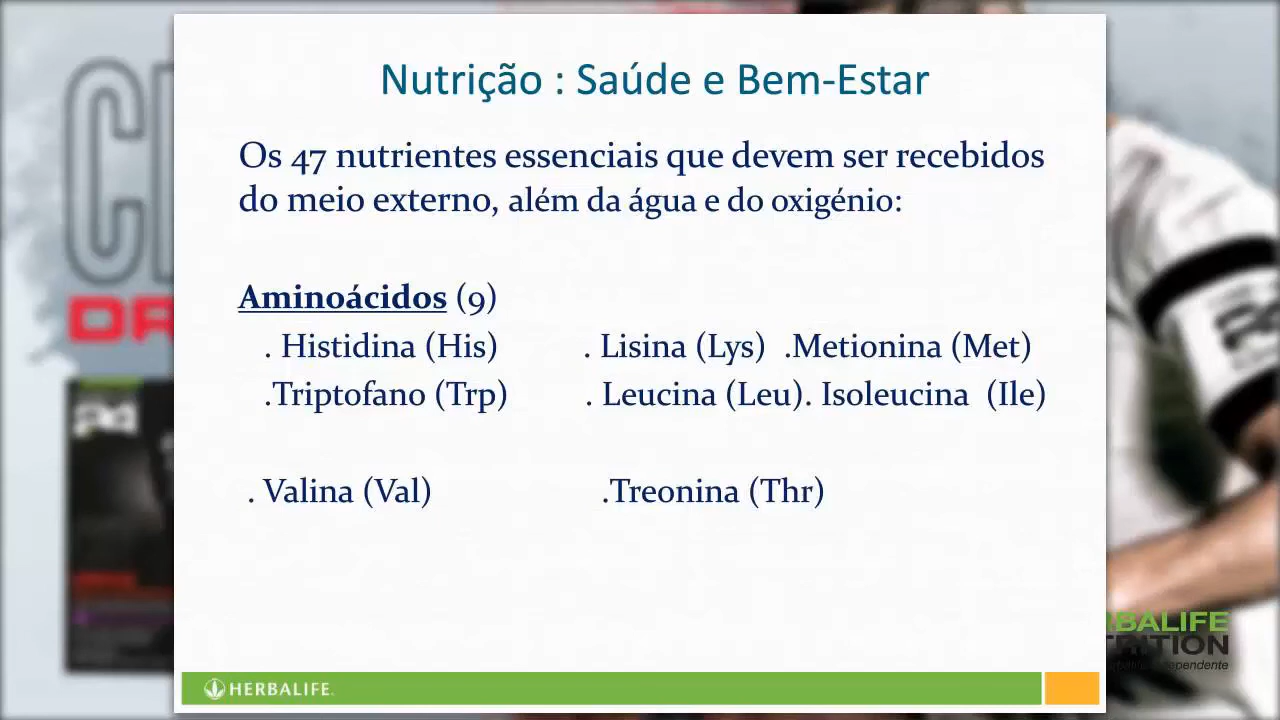 Nutrição : Saúde e Bem-Estar
Os 47 nutrientes essenciais que devem ser recebidos
do meio externo, além da água e do oxigénio:
Aminoácidos (9)
. Histidina (His) . Lisina (Lys) .Metionina (Met)
.Triptofano (Trp) . Leucina (Leu). Isoleucina (Ile)
. Valina (Val) .Treonina (Thr)
HERBALIFE.
RBALIFE
TRITION